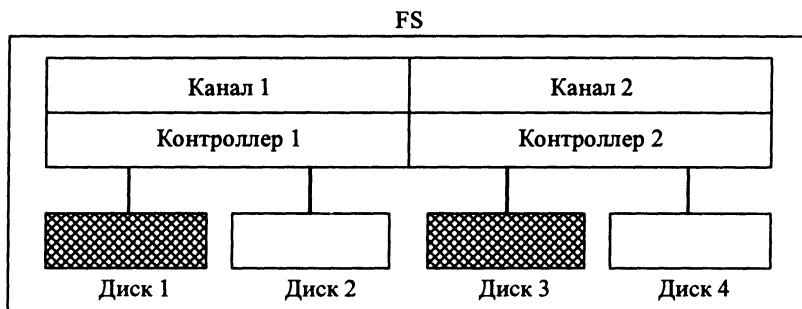 FS
Канал 1 Канал 2
Контроллер 1 Контроллер 2
Диск 1 Диск 2 Диск 3 Диск 4